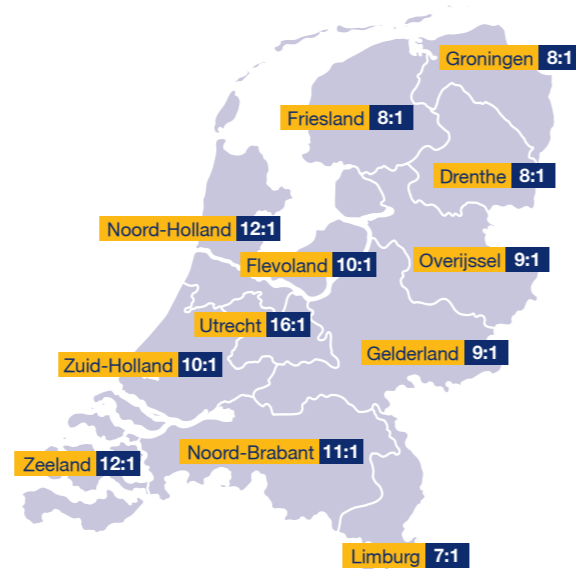 Groningen 8:1
Friesland 8:1
Drenthe 8:1
Noord-Holland 12:1
Flevoland 10:1
Overijssel 9:1
Utrecht 16:1
Gelderland 9:1
Zuid-Holland 10:1
Noord-Brabant 11:1
Zeeland 12:1
Limburg 7:1